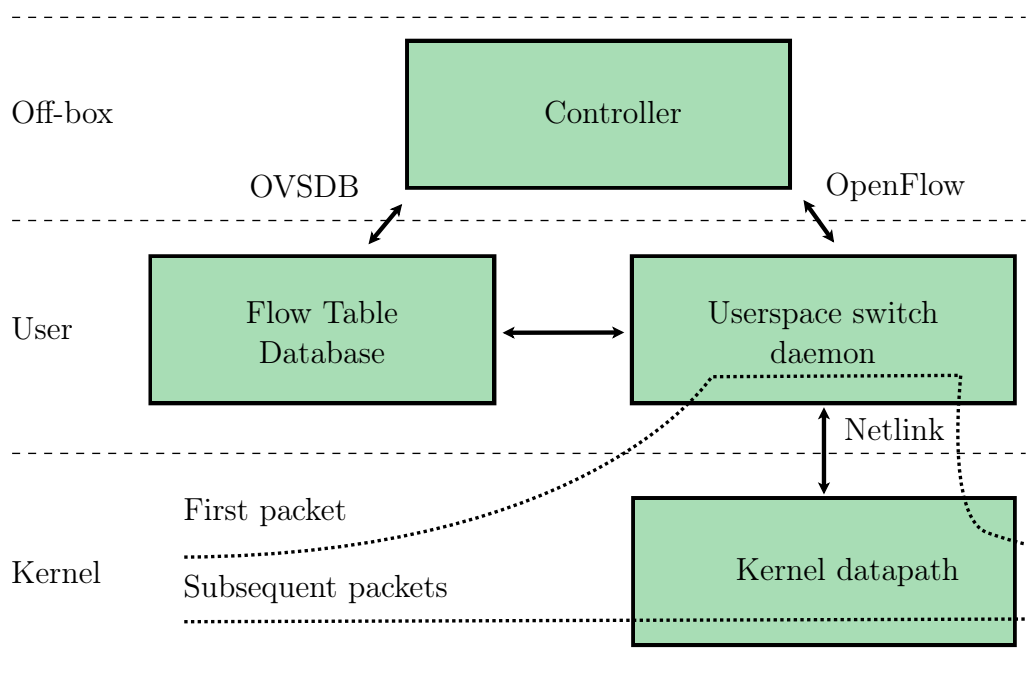 Off-box
Controller
OVSDB
OpenFlow
User
Flow Table
Database
Userspace switch
daemon
Netlink
First packet
Kernel
Subsequent packets
Kernel datapath